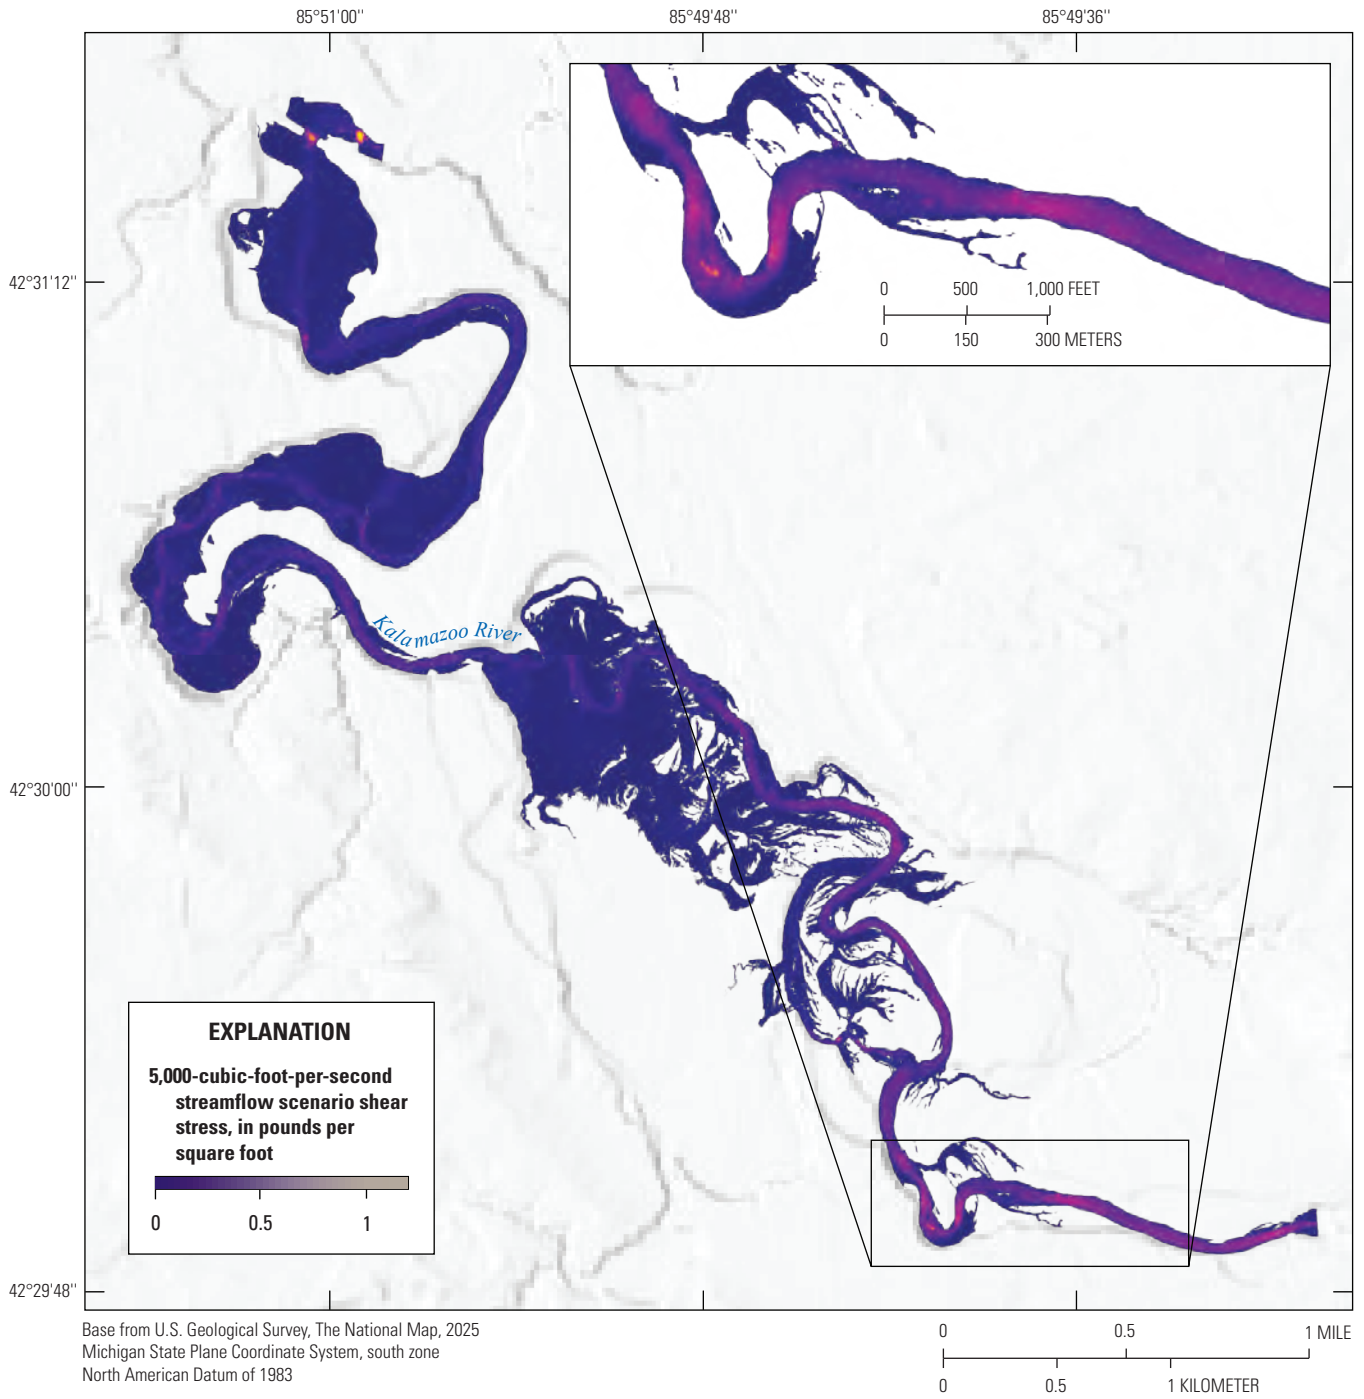 85°51'00"
85°49'48"
85°49'36"
42°31'12"
42°30'00"
42°29'48"
0 500 1,000 FEET
0 150 300 METERS
Kalamazoo River
EXPLANATION
5,000-cubic-foot-per-second
streamflow scenario shear
stress, in pounds per
square foot
0 0.5 1
Base from U.S. Geological Survey, The National Map, 2025
Michigan State Plane Coordinate System, south zone
North American Datum of 1983
0 0.5 1 MILE
0 0.5 1 KILOMETER